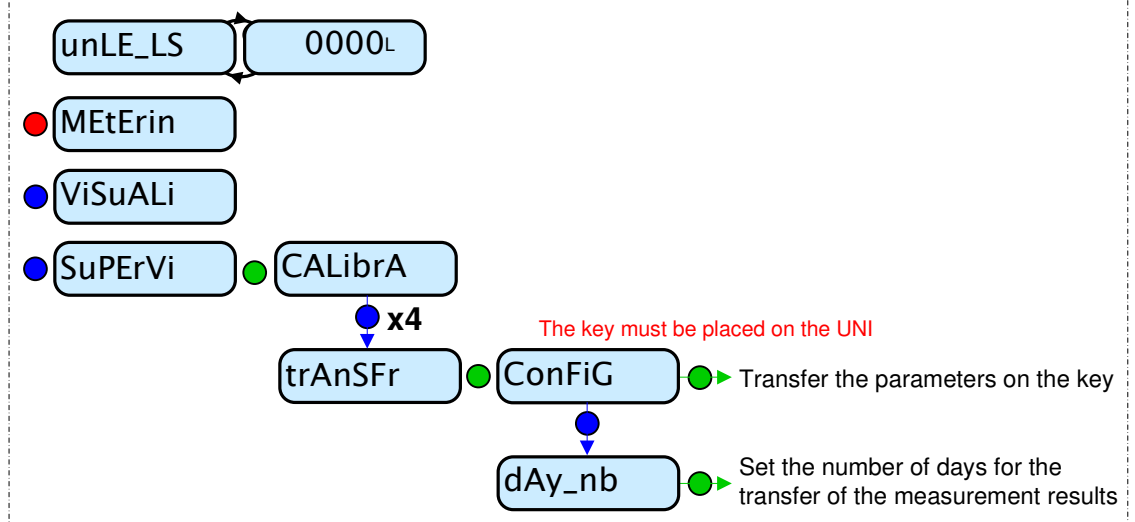 unLE_LS
0000L
MEtErin
ViSuALi
SuPErVi
CALibrA
x4
The key must be placed on the UNI
trAnSFr
ConFiG
Transfer the parameters on the key
dAy_nb
Set the number of days for the
transfer of the measurement results